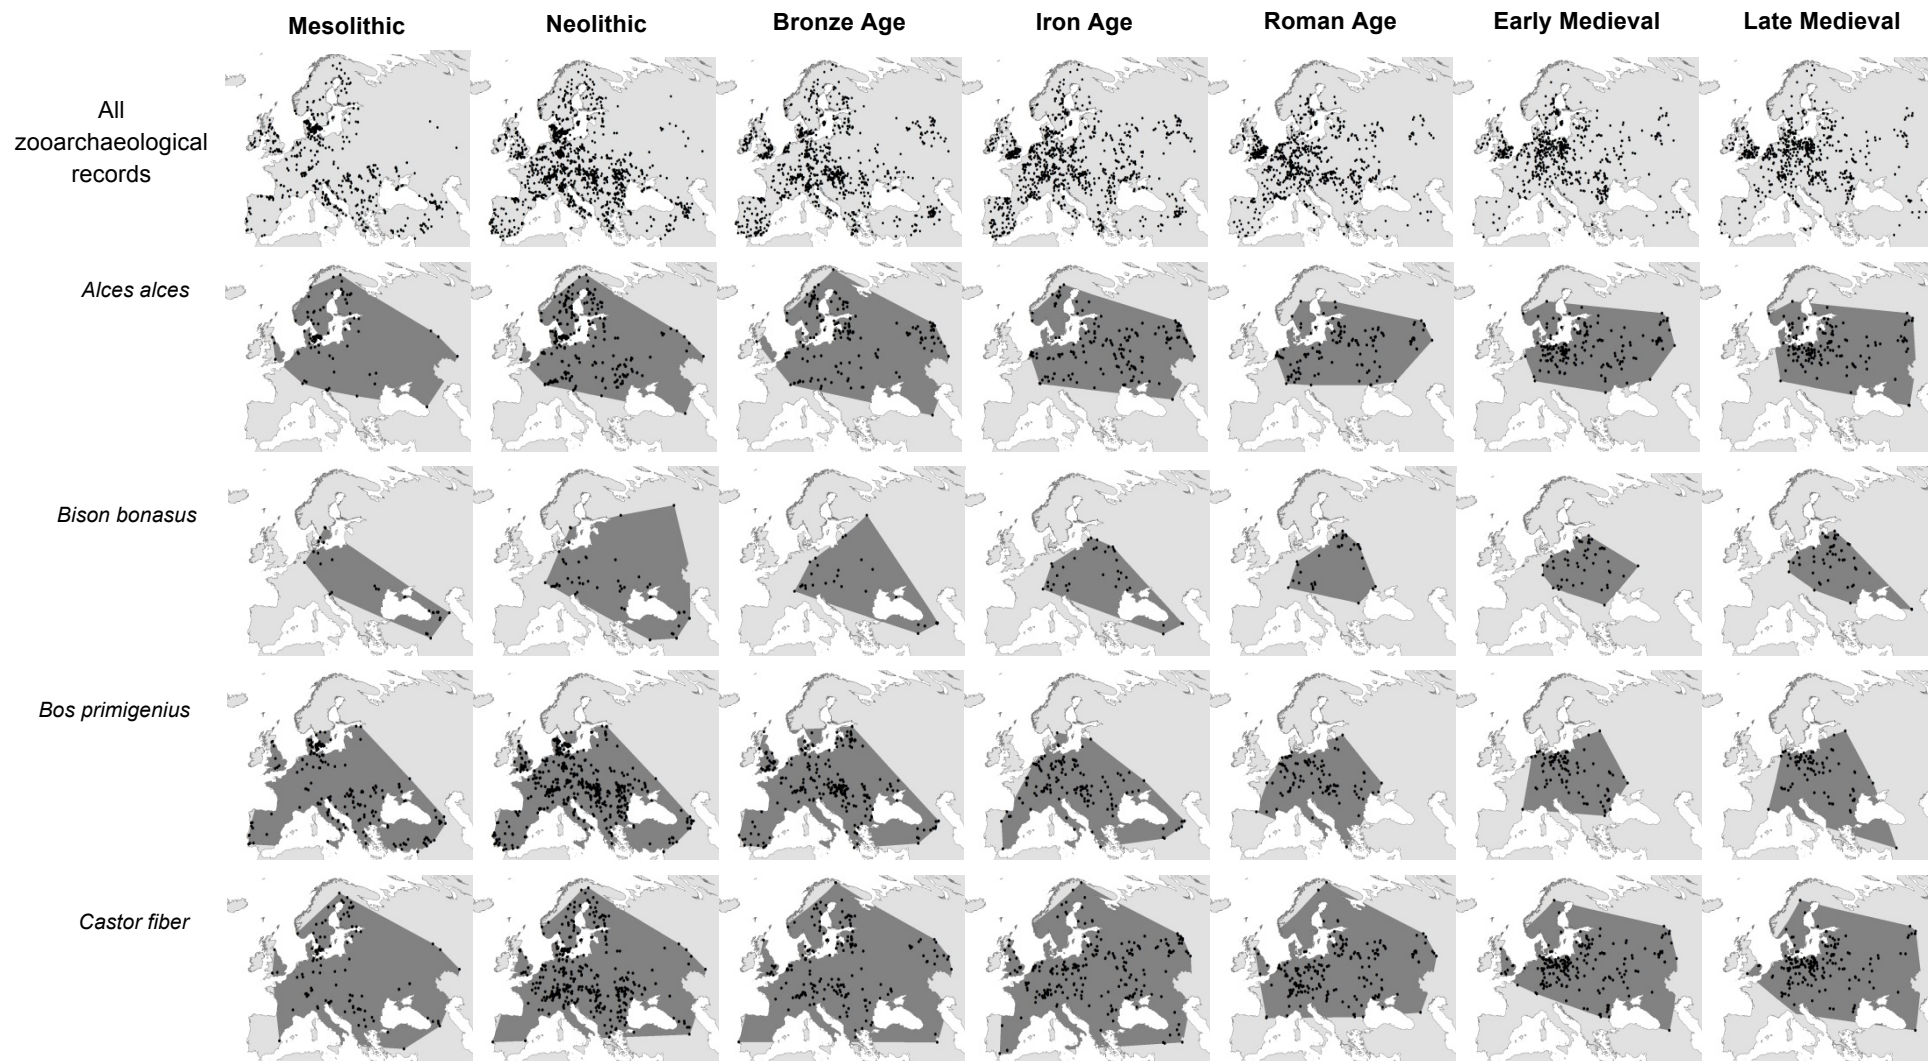 Mesolithic Neolithic Bronze Age Iron Age Roman Age Early Medieval Late Medieval
All
zooarchaeological
records
Alces alces
Bison bonasus
Bos primigenius
Castor fiber